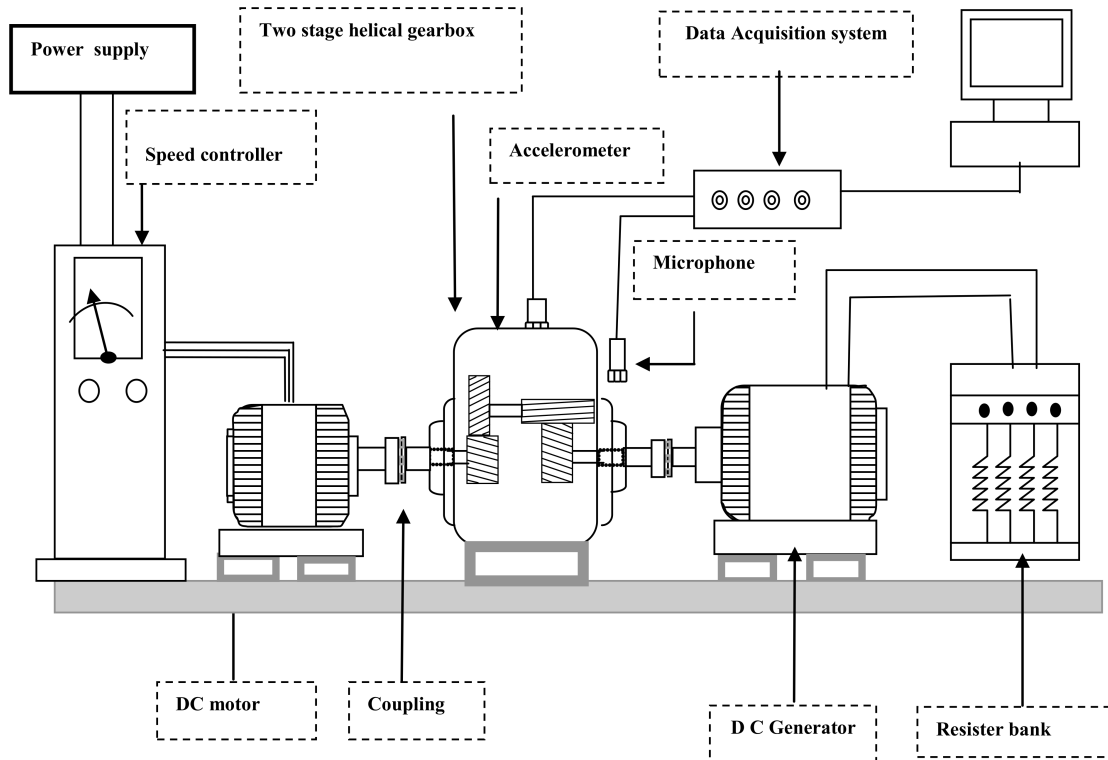 Power supply
Two stage helical gearbox
Data Acquisition system
Speed controller
Accelerometer
Microphone
DC motor
Coupling
D C Generator
Resister bank